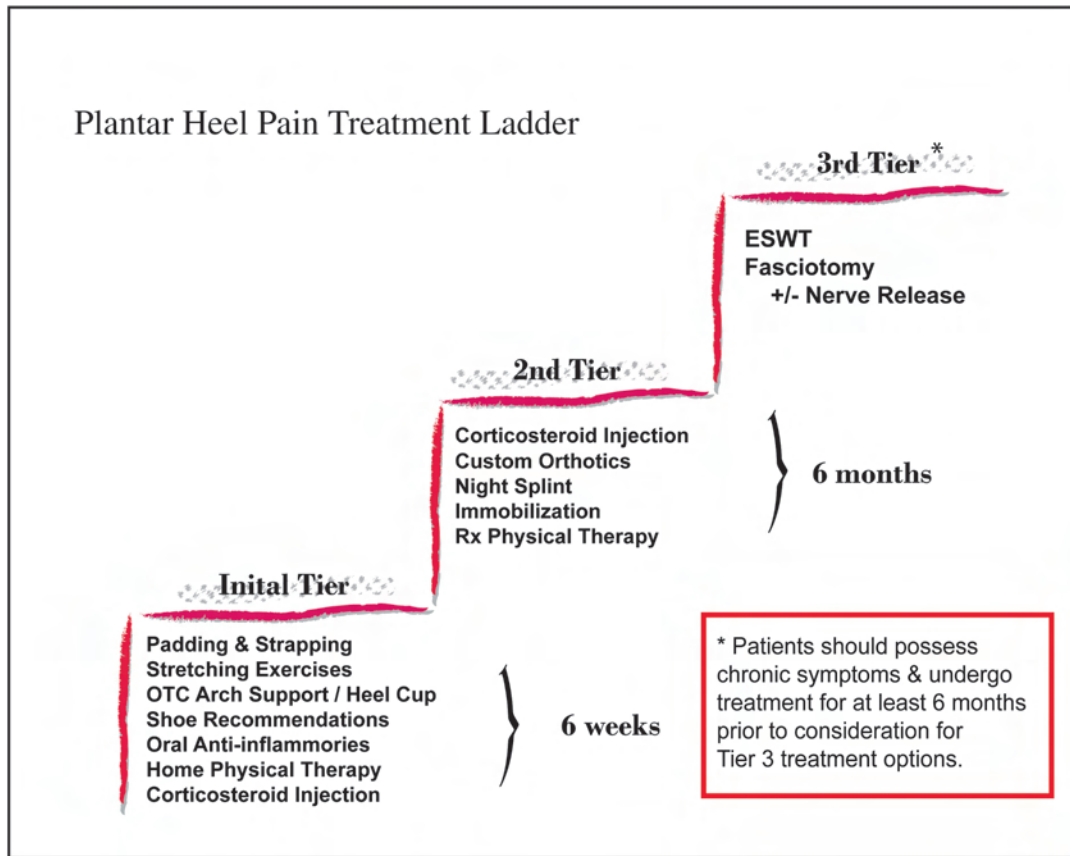 Plantar Heel Pain Treatment Ladder
3rd Tier *
ESWT
Fasciotomy
+/- Nerve Release
2nd Tier
Corticosteroid Injection
Custom Orthotics
Night Splint
Immobilization
Rx Physical Therapy
6 months
Inital Tier
Padding & Strapping
Stretching Exercises
OTC Arch Support / Heel Cup
Shoe Recommendations
Oral Anti-inflammories
Home Physical Therapy
Corticosteroid Injection
6 weeks
* Patients should possess
chronic symptoms & undergo
treatment for at least 6 months
prior to consideration for
Tier 3 treatment options.